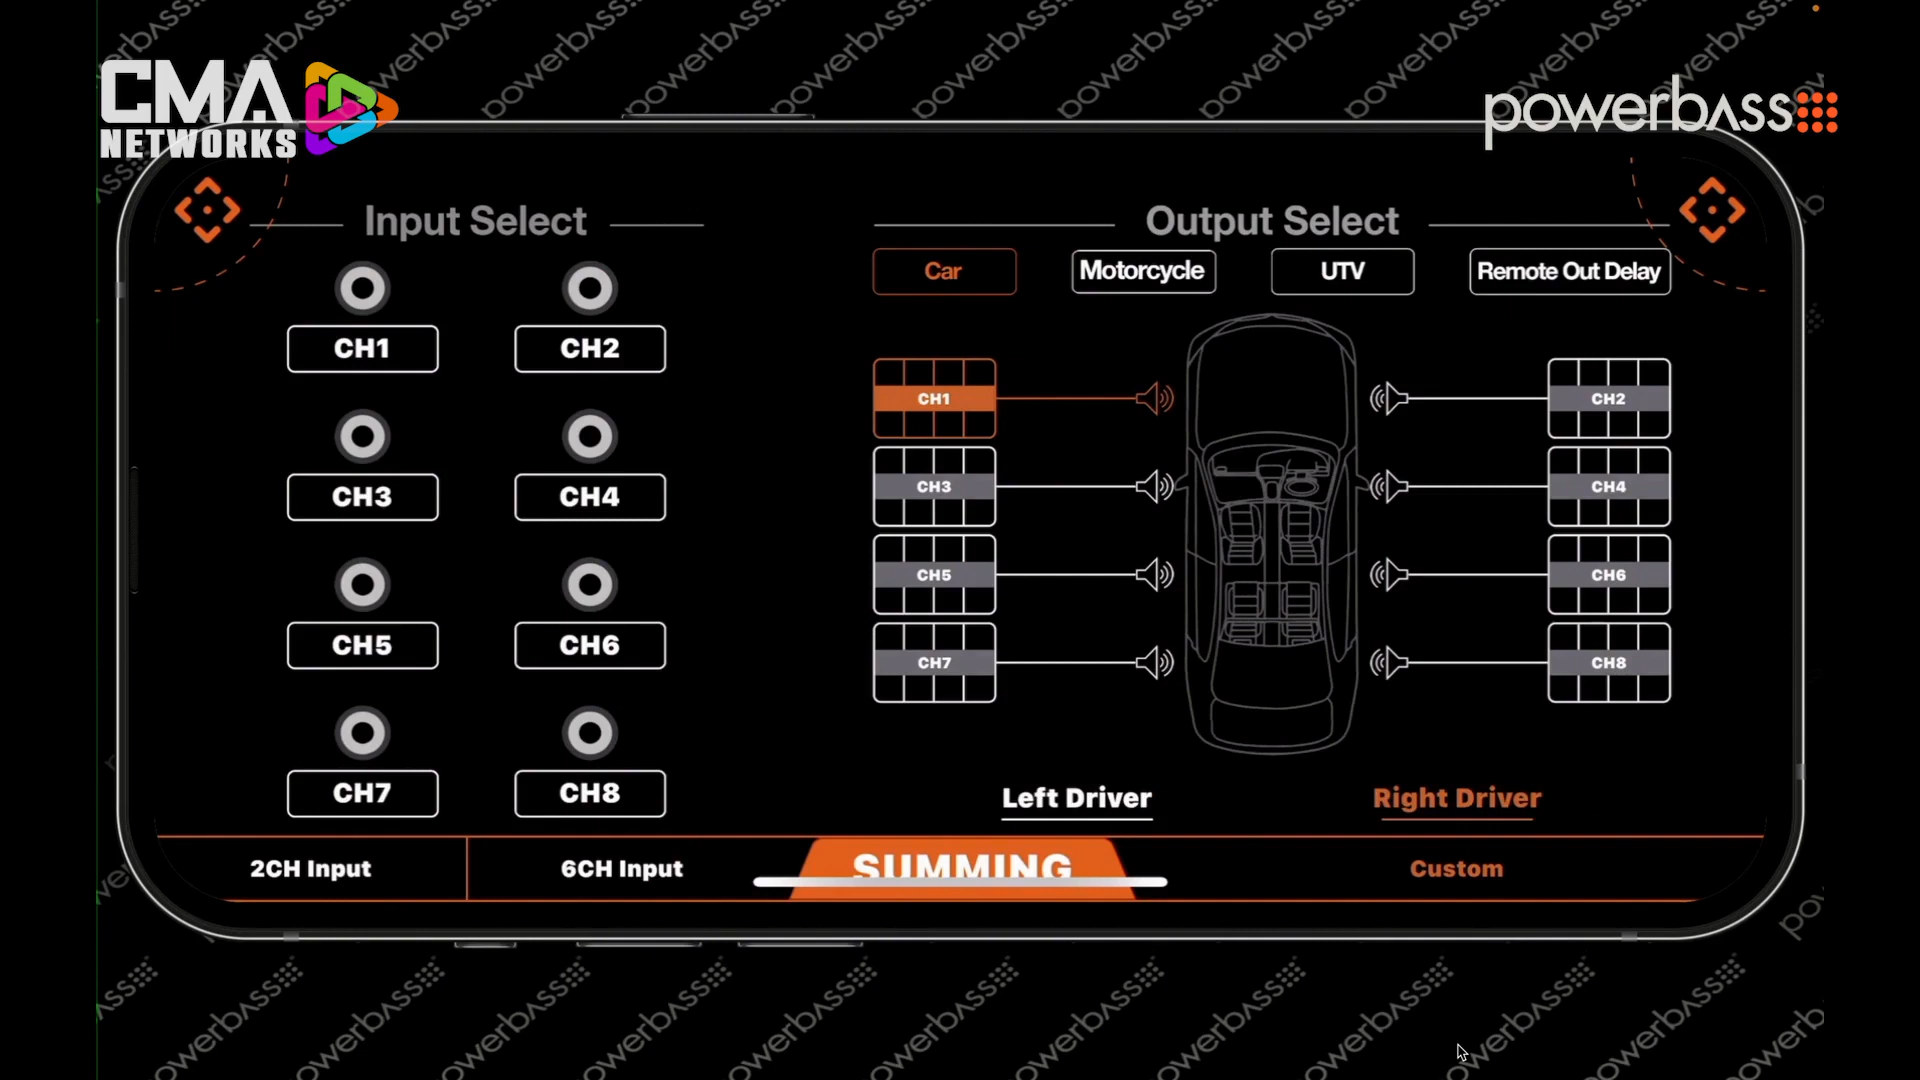 CMA
NETWORKS
powerbass
Input Select
Output Select
Car
Motorcycle
UTV
Remote Out Delay
CH1
CH2
CH3
CH4
CH5
CH6
CH7
CH8
CH1
CH2
CH3
CH4
CH5
CH6
CH7
CH8
Left Driver
Right Driver
2CH Input
6CH Input
SUMMING
Custom